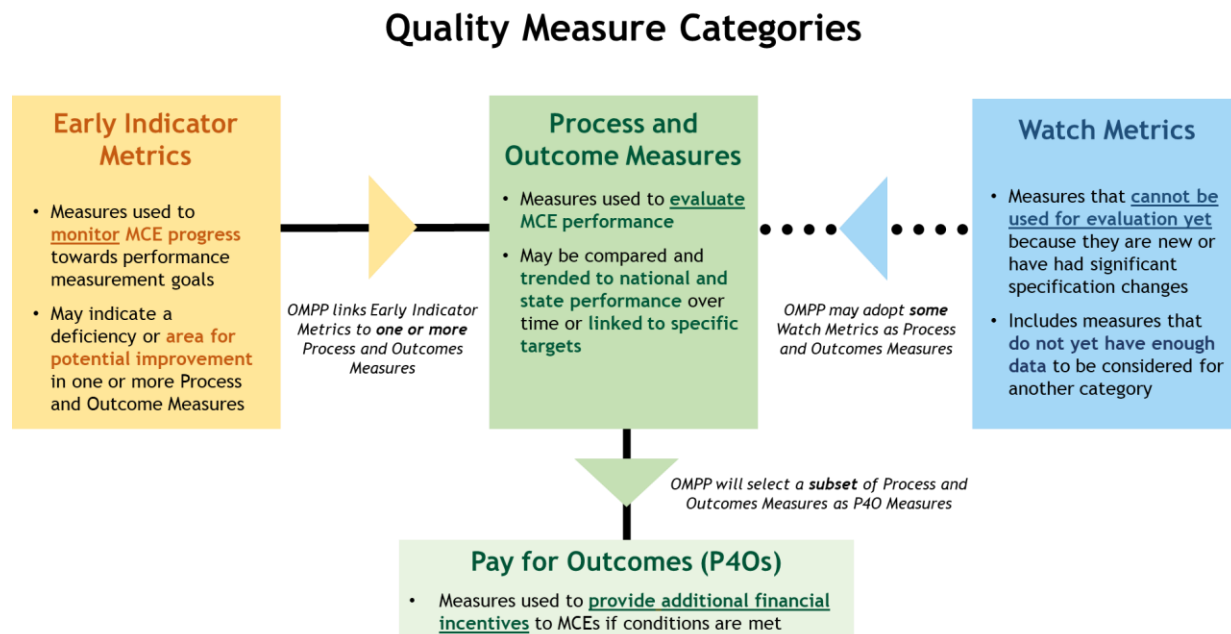 Quality Measure Categories
Early Indicator
Metrics
• Measures used to
monitor MCE progress
towards performance
measurement goals
• May indicate a
deficiency or area for
potential improvement
in one or more Process
and Outcome Measures
OMPP links Early Indicator
Metrics to one or more
Process and Outcomes
Measures
Process and
Outcome Measures
• Measures used to evaluate
MCE performance
• May be compared and
trended to national and
state performance over
time or linked to specific
targets
OMPP may adopt some
Watch Metrics as Process
and Outcomes Measures
Watch Metrics
• Measures that cannot be
used for evaluation yet
because they are new or
have had significant
specification changes
• Includes measures that
do not yet have enough
data to be considered for
another category
OMPP will select a subset of Process and
Outcomes Measures as P4O Measures
Pay for Outcomes (P4Os)
• Measures used to provide additional financial
incentives to MCEs if conditions are met